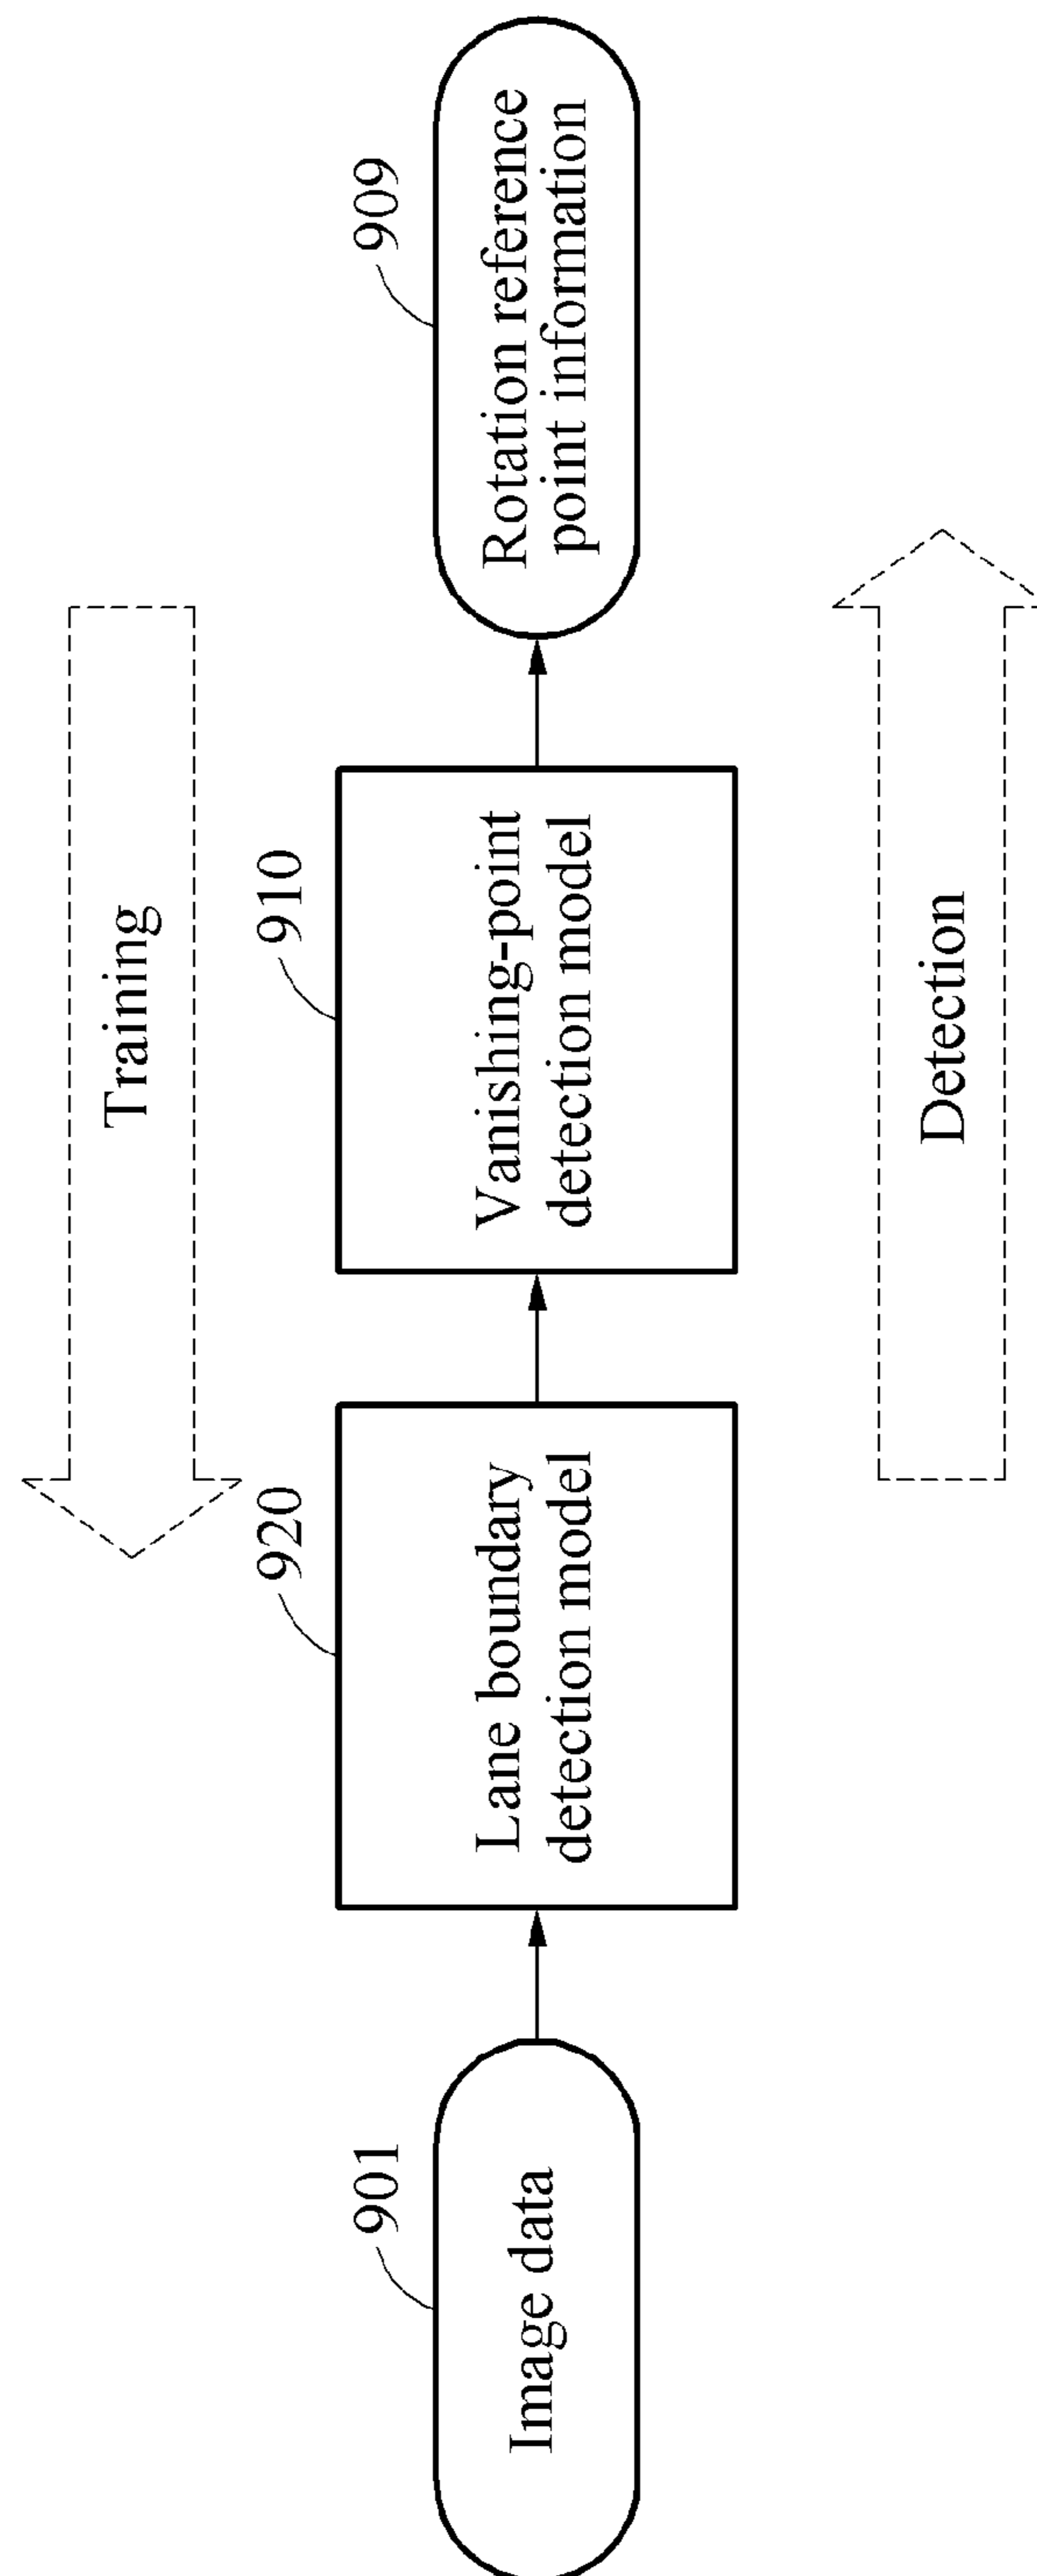 Training
901
Image data
920
Lane boundary
detection model
910
Vanishing-point
detection model
909
Rotation reference
point information
Detection